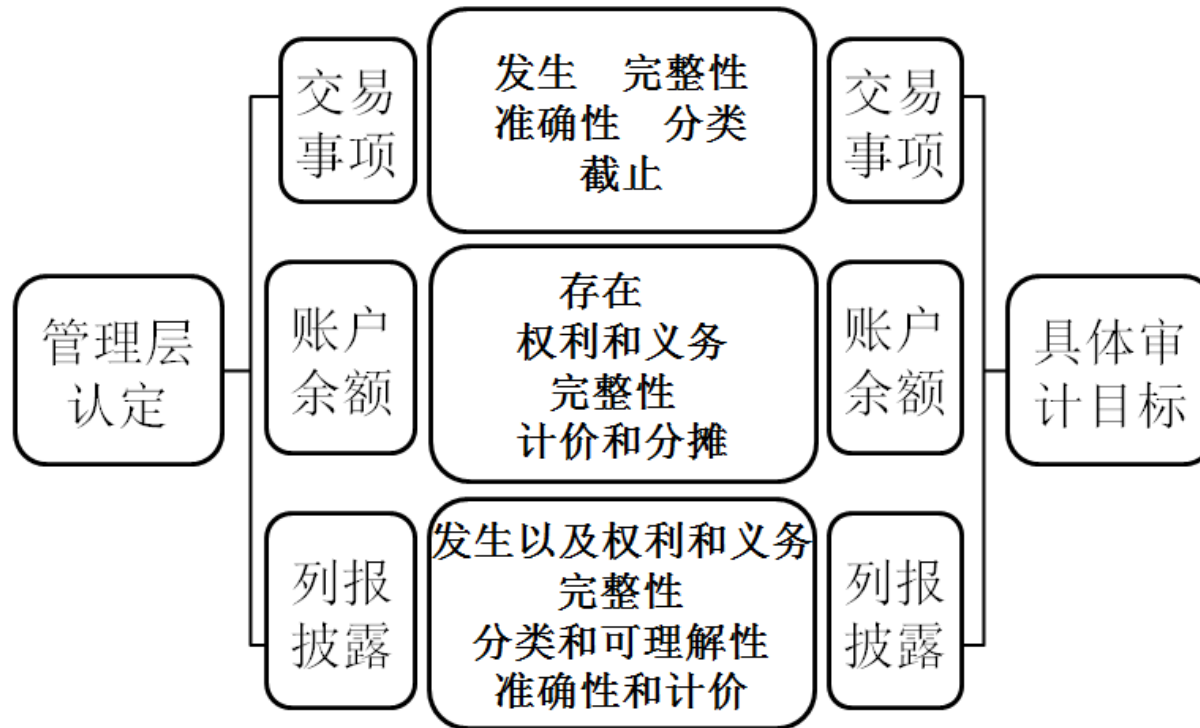 管理层
认定
交易
事项
发生 完整性
准确性 分类
截止
交易
事项
账户
余额
存在
权利和义务
完整性
计价和分摊
账户
余额
列报
披露
发生以及权利和义务
完整性
分类和可理解性
准确性和计价
列报
披露
具体审
计目标